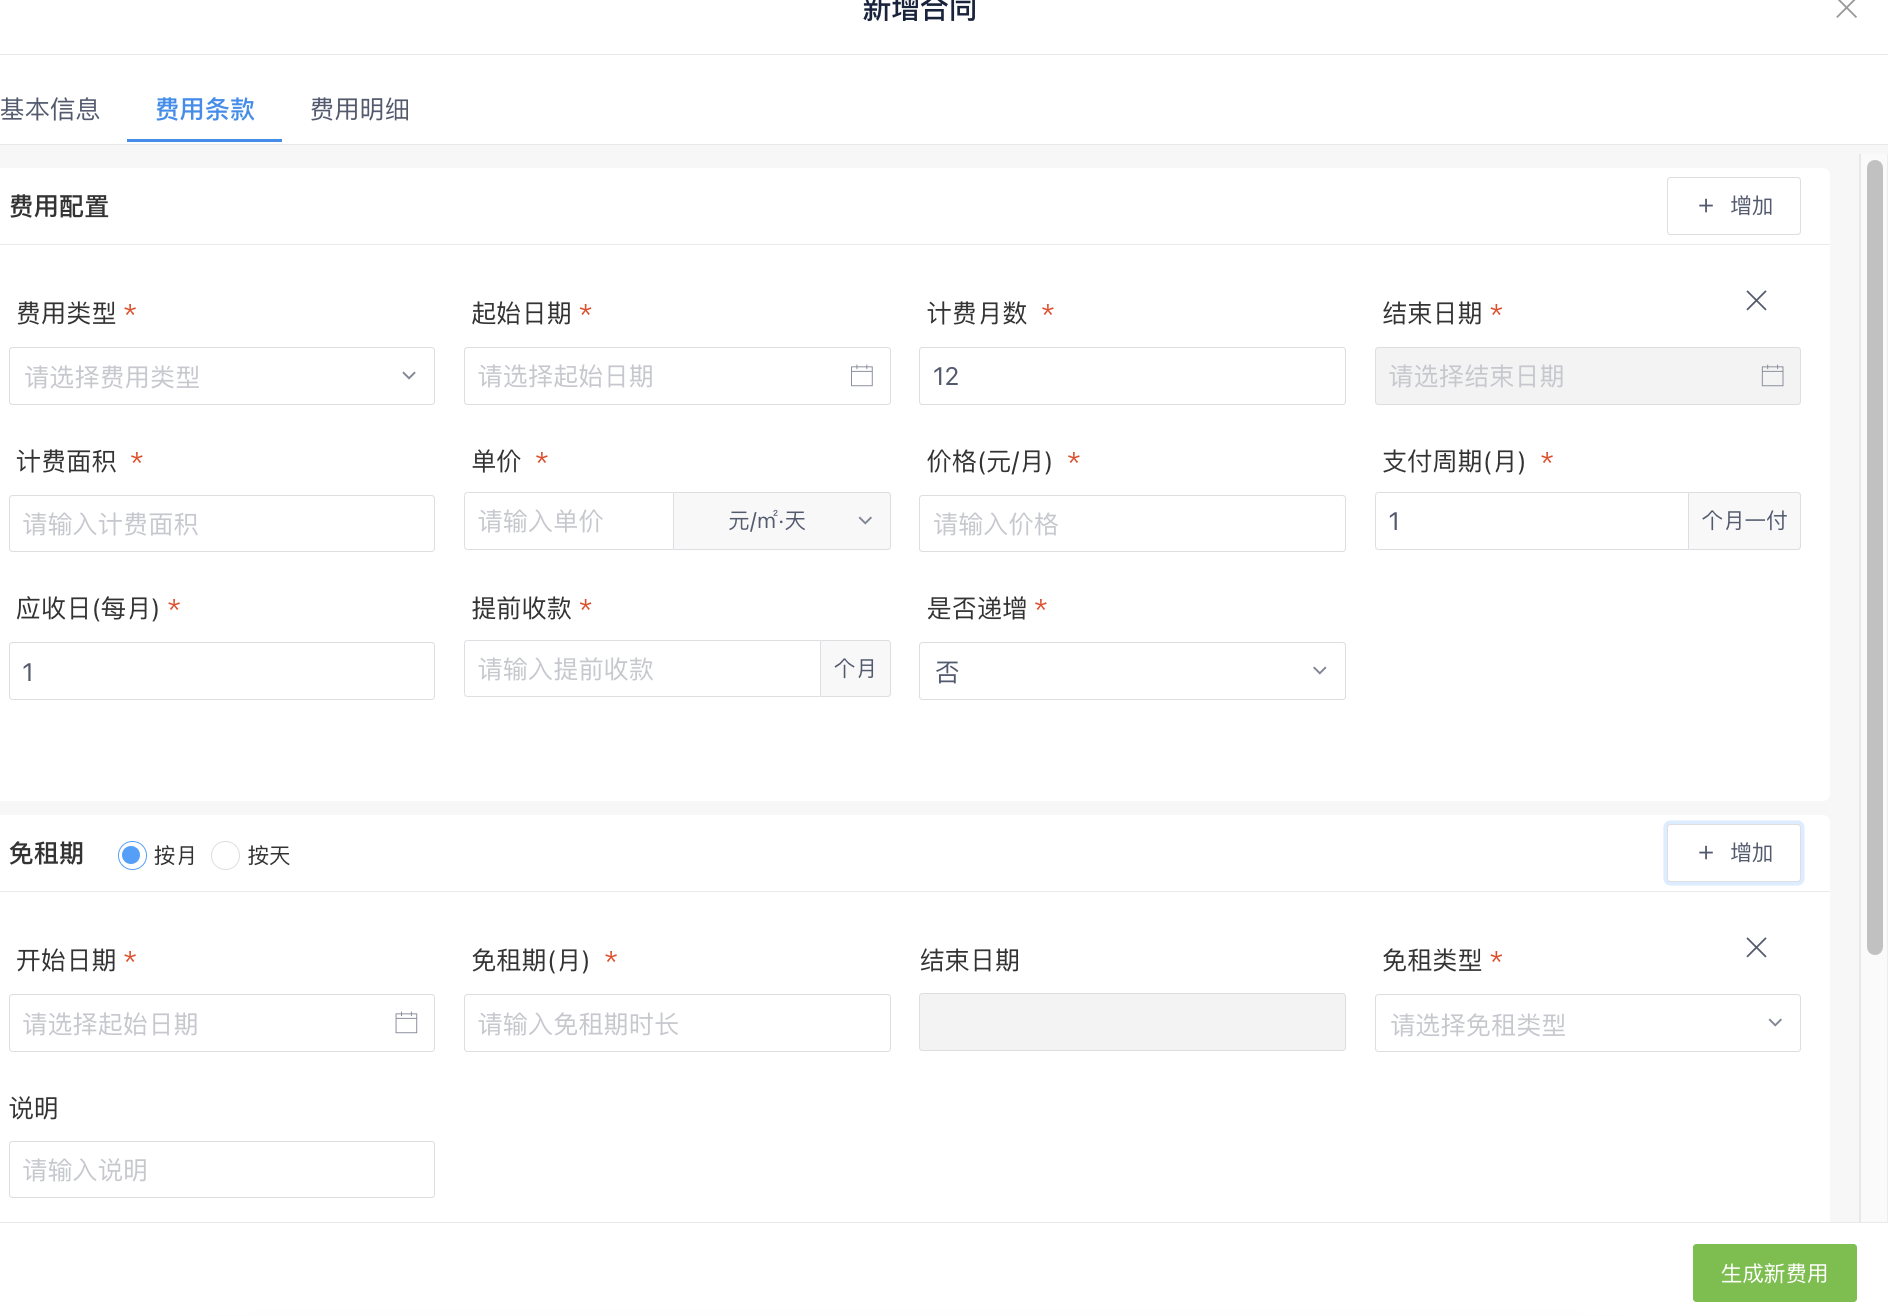 新增合同
基本信息 费用条款 费用明细
费用配置 + 增加
费用类型 * 起始日期 * 计费月数 * 结束日期 *
请选择费用类型 请选择起始日期 12 请选择结束日期
计费面积 * 单价 * 价格(元/月) * 支付周期(月) *
请输入计费面积 请输入单价 元/㎡·天 请输入价格 1 个月一付
应收日(每月) * 提前收款 * 是否递增 *
1 请输入提前收款 个月 否
免租期 按月 按天 + 增加
开始日期 * 免租期(月) * 结束日期 免租类型 *
请选择起始日期 请输入免租期时长 请选择免租类型
说明
请输入说明
生成新费用